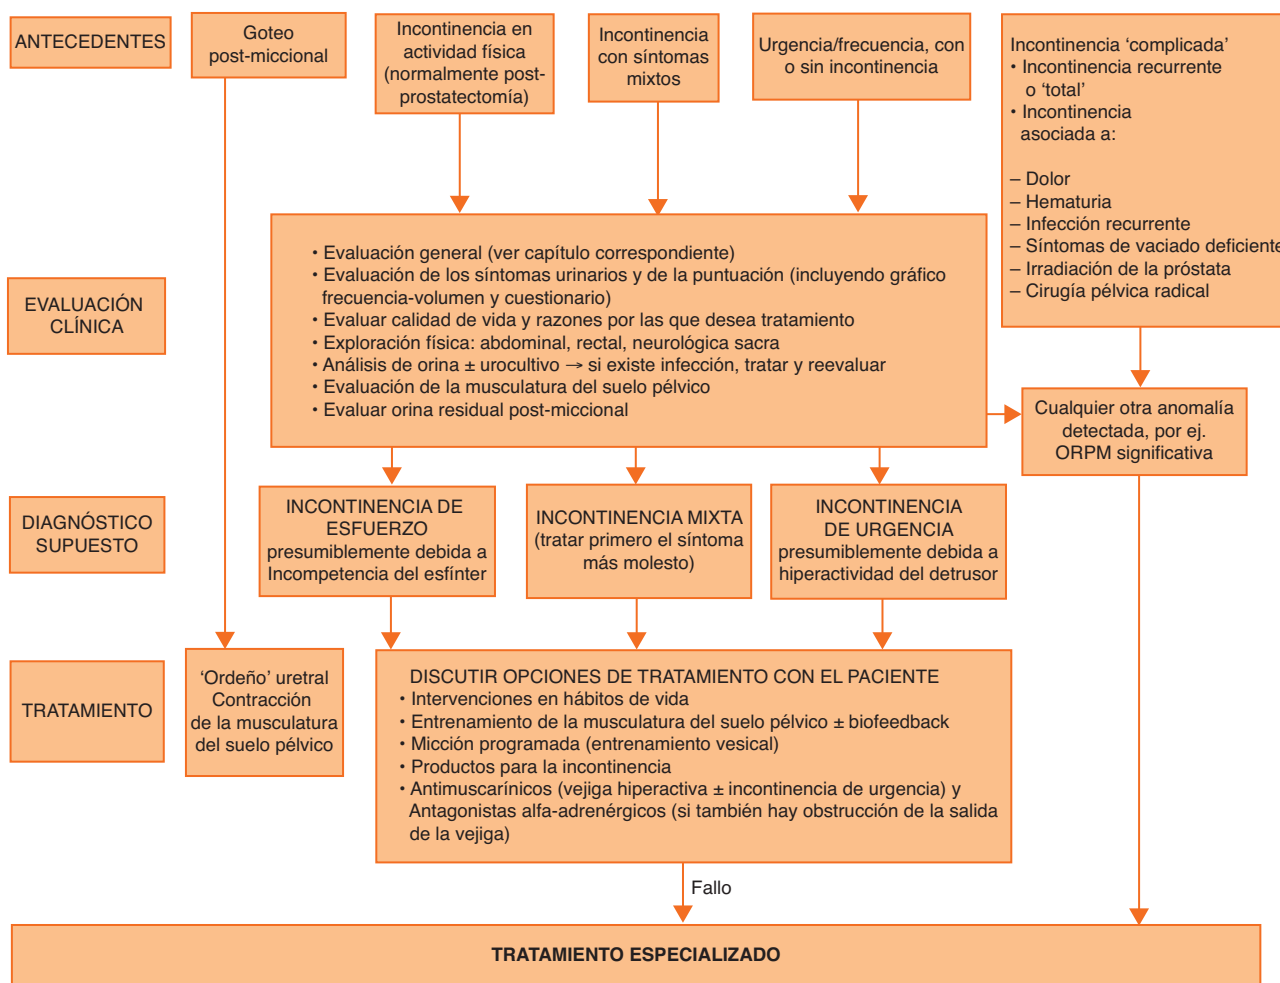 ANTECEDENTES
Goteo
post-miccional
Incontinencia en
actividad física
(normalmente post-
prostatectomía)
Incontinencia
con síntomas
mixtos
Urgencia/frecuencia, con
o sin incontinencia
Incontinencia ‘complicada’
• Incontinencia recurrente
o ‘total’
• Incontinencia
asociada a:
– Dolor
– Hematuria
– Infección recurrente
– Síntomas de vaciado deficiente
– Irradiación de la próstata
– Cirugía pélvica radical
EVALUACIÓN
CLÍNICA
• Evaluación general (ver capítulo correspondiente)
• Evaluación de los síntomas urinarios y de la puntuación (incluyendo gráfico
frecuencia-volumen y cuestionario)
• Evaluar calidad de vida y razones por las que desea tratamiento
• Exploración física: abdominal, rectal, neurológica sacra
• Análisis de orina ± urocultivo → si existe infección, tratar y reevaluar
• Evaluación de la musculatura del suelo pélvico
• Evaluar orina residual post-miccional
Cualquier otra anomalía
detectada, por ej.
ORPM significativa
DIAGNÓSTICO
SUPUESTO
INCONTINENCIA DE
ESFUERZO
presumiblemente debida a
Incompetencia del esfínter
INCONTINENCIA MIXTA
(tratar primero el síntoma
más molesto)
INCONTINENCIA
DE URGENCIA
presumiblemente debida a
hiperactividad del detrusor
TRATAMIENTO
‘Ordeño’ uretral
Contracción
de la musculatura
del suelo pélvico
DISCUTIR OPCIONES DE TRATAMIENTO CON EL PACIENTE
• Intervenciones en hábitos de vida
• Entrenamiento de la musculatura del suelo pélvico ± biofeedback
• Micción programada (entrenamiento vesical)
• Productos para la incontinencia
• Antimuscarínicos (vejiga hiperactiva ± incontinencia de urgencia) y
Antagonistas alfa-adrenérgicos (si también hay obstrucción de la salida
de la vejiga)
Fallo
TRATAMIENTO ESPECIALIZADO